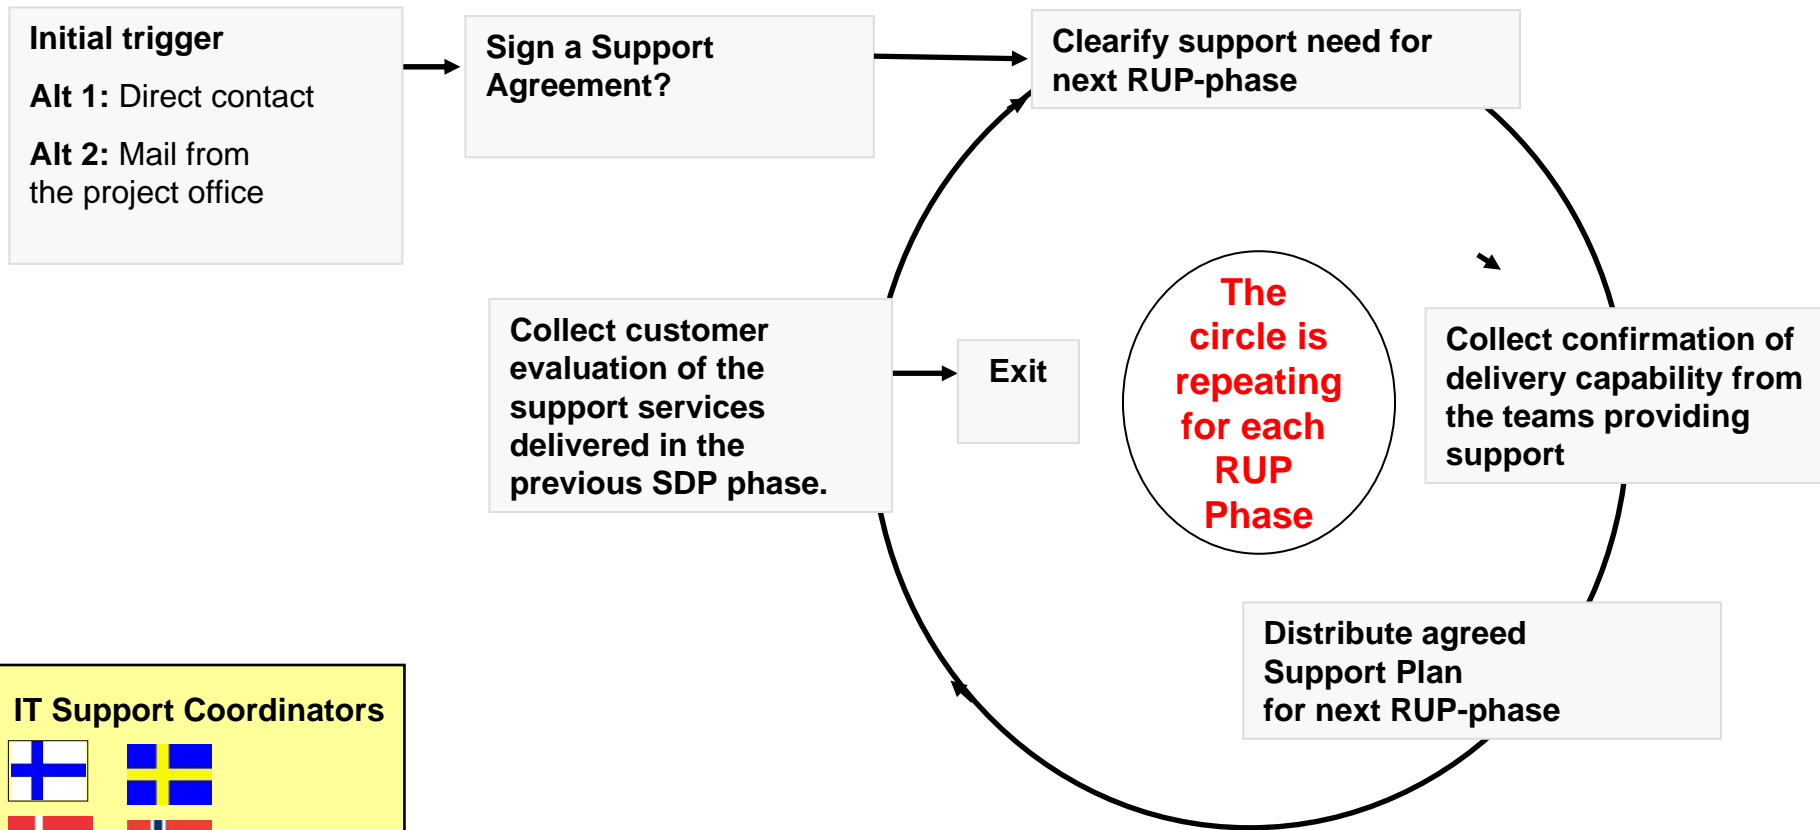 Initial trigger
Alt 1: Direct contact
Alt 2: Mail from
the project office
Sign a Support
Agreement?
Clearify support need for
next RUP-phase
Collect customer
evaluation of the
support services
delivered in the
previous SDP phase.
Exit
The
circle is
repeating
for each
RUP
Phase
Collect confirmation of
delivery capability from
the teams providing
support
Distribute agreed
Support Plan
for next RUP-phase
IT Support Coordinators